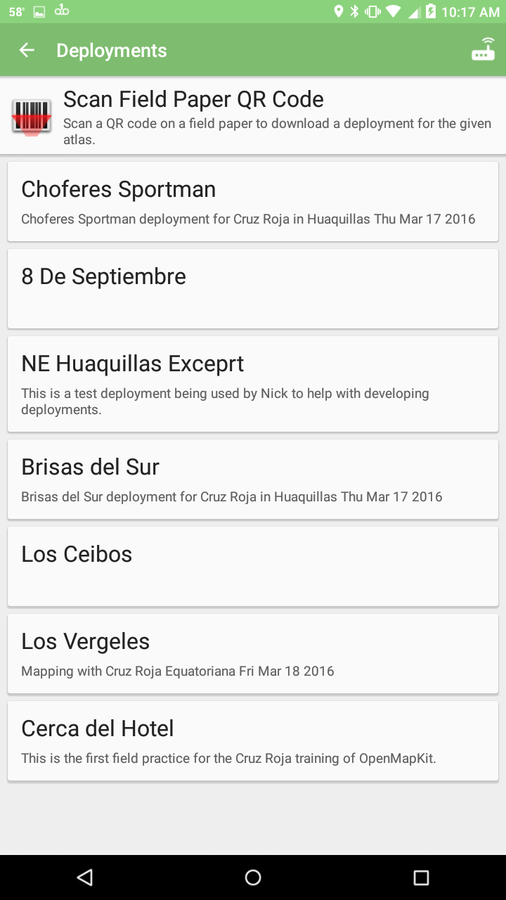 58°
10:17 AM
Deployments
Scan Field Paper QR Code
Scan a QR code on a field paper to download a deployment for the given
atlas.
Choferes Sportman
Choferes Sportman deployment for Cruz Roja in Huaquillas Thu Mar 17 2016
8 De Septiembre
NE Huaquillas Exceprt
This is a test deployment being used by Nick to help with developing
deployments.
Brisas del Sur
Brisas del Sur deployment for Cruz Roja in Huaquillas Thu Mar 17 2016
Los Ceibos
Los Vergeles
Mapping with Cruz Roja Equatoriana Fri Mar 18 2016
Cerca del Hotel
This is the first field practice for the Cruz Roja training of OpenMapKit.